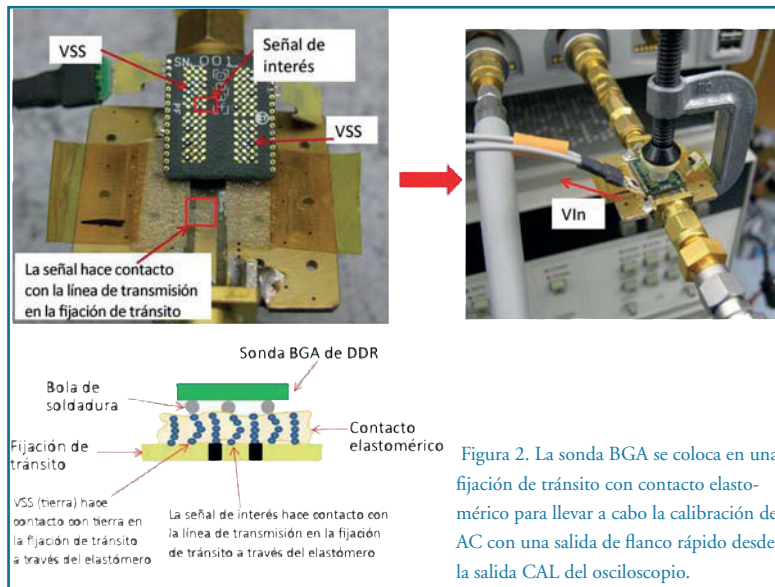 VSS
Señal de
interés
SN 001
VSS
La señal hace contacto
con la línea de transmisión
en la fijación de tránsito
VIn
Sonda BGA de DDR
Bola de
soldadura
Contacto
elastomérico
Fijación de
tránsito
VSS (tierra) hace
contacto con tierra en
la fijación de tránsito
a través del elastómero
La señal de interés hace contacto con
la línea de transmisión en la fijación
de tránsito a través del elastómero
Figura 2. La sonda BGA se coloca en una
fijación de tránsito con contacto elasto-
mérico para llevar a cabo la calibración de
AC con una salida de flanco rápido desde
la salida CAL del osciloscopio.